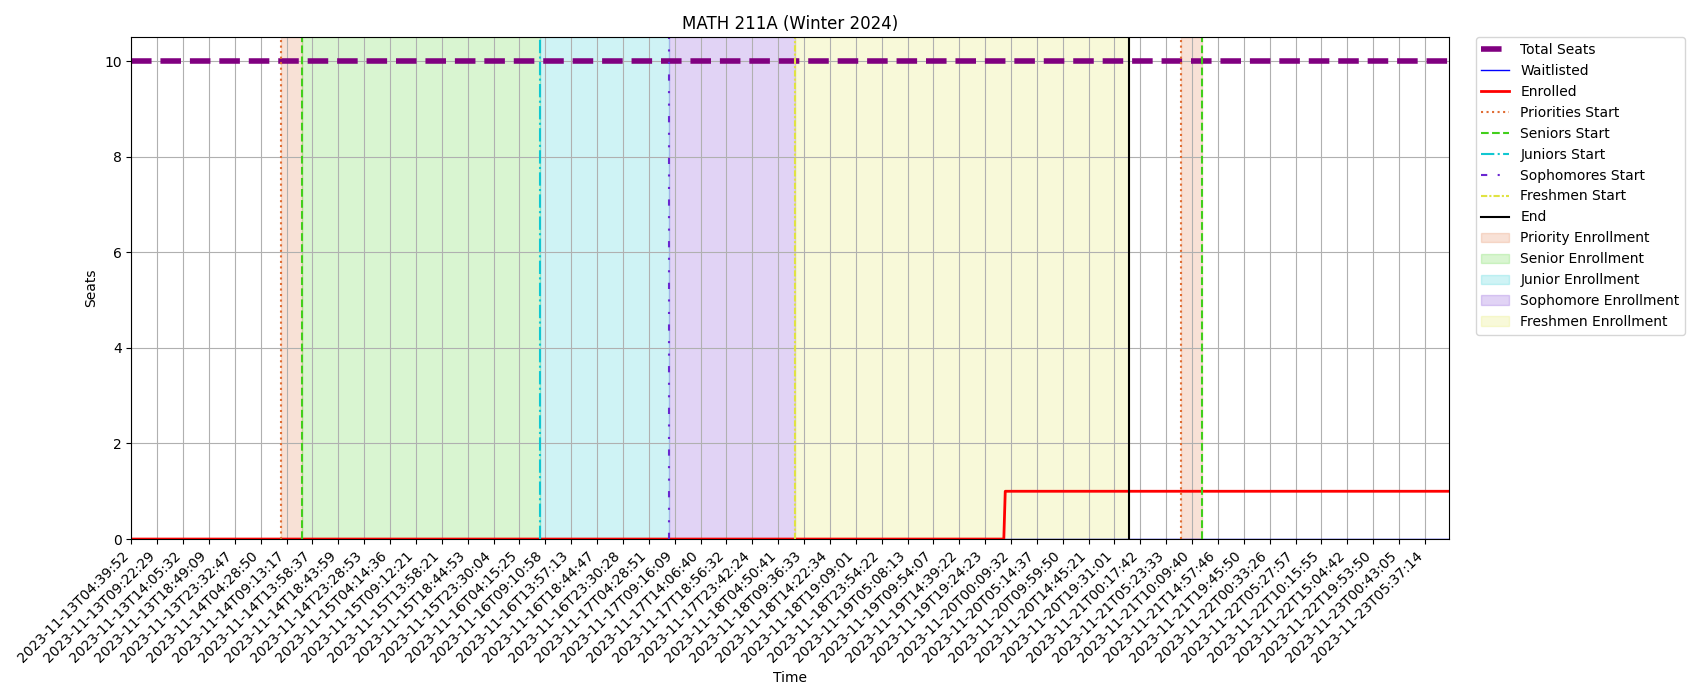 MATH 211A (Winter 2024)
Seats
10
8
6
4
2
0
2023-11-13T04:39:52
2023-11-13T09:22:29
2023-11-13T14:05:32
2023-11-13T18:49:09
2023-11-13T23:32:47
2023-11-14T04:28:50
2023-11-14T09:13:17
2023-11-14T13:58:37
2023-11-14T18:43:59
2023-11-14T23:28:53
2023-11-15T04:14:36
2023-11-15T09:12:21
2023-11-15T13:58:21
2023-11-15T18:44:53
2023-11-15T23:30:04
2023-11-16T04:15:25
2023-11-16T09:10:58
2023-11-16T13:57:13
2023-11-16T18:44:47
2023-11-16T23:30:28
2023-11-17T04:28:51
2023-11-17T09:16:09
2023-11-17T14:06:40
2023-11-17T18:56:32
2023-11-17T23:42:24
2023-11-18T04:50:41
2023-11-18T09:36:33
2023-11-18T14:22:34
2023-11-18T19:09:01
2023-11-18T23:54:22
2023-11-19T05:08:13
2023-11-19T09:54:07
2023-11-19T14:39:22
2023-11-19T19:24:23
2023-11-20T00:09:32
2023-11-20T05:14:37
2023-11-20T09:59:50
2023-11-20T14:45:21
2023-11-20T19:31:01
2023-11-21T00:17:42
2023-11-21T05:23:33
2023-11-21T10:09:40
2023-11-21T14:57:46
2023-11-21T19:45:50
2023-11-22T00:33:26
2023-11-22T05:27:57
2023-11-22T10:15:55
2023-11-22T15:04:42
2023-11-22T19:53:50
2023-11-23T00:43:05
2023-11-23T05:37:14
Time
Total Seats
Waitlisted
Enrolled
Priorities Start
Seniors Start
Juniors Start
Sophomores Start
Freshmen Start
End
Priority Enrollment
Senior Enrollment
Junior Enrollment
Sophomore Enrollment
Freshmen Enrollment